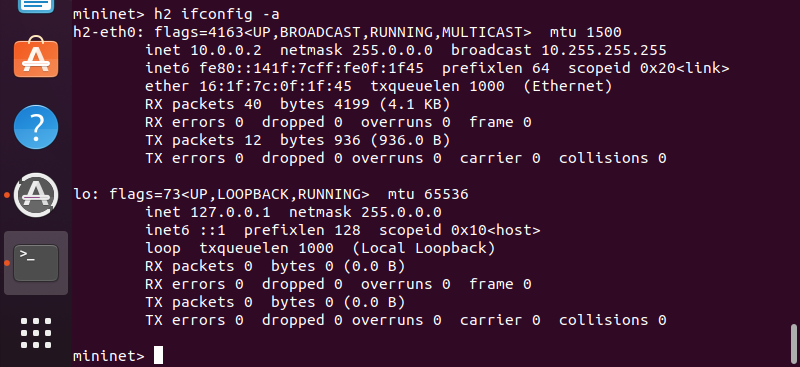 mininet> h2 ifconfig -a
h2-eth0: flags=4163<UP,BROADCAST,RUNNING,MULTICAST>  mtu 1500
        inet 10.0.0.2  netmask 255.0.0.0  broadcast 10.255.255.255
        inet6 fe80::141f:7cff:fe0f:1f45  prefixlen 64  scopeid 0x20<link>
        ether 16:1f:7c:0f:1f:45  txqueuelen 1000  (Ethernet)
        RX packets 40  bytes 4199 (4.1 KB)
        RX errors 0  dropped 0  overruns 0  frame 0
        TX packets 12  bytes 936 (936.0 B)
        TX errors 0  dropped 0 overruns 0  carrier 0  collisions 0
lo: flags=73<UP,LOOPBACK,RUNNING>  mtu 65536
        inet 127.0.0.1  netmask 255.0.0.0
        inet6 ::1  prefixlen 128  scopeid 0x10<host>
        loop  txqueuelen 1000  (Local Loopback)
        RX packets 0  bytes 0 (0.0 B)
        RX errors 0  dropped 0  overruns 0  frame 0
        TX packets 0  bytes 0 (0.0 B)
        TX errors 0  dropped 0 overruns 0  carrier 0  collisions 0
mininet>